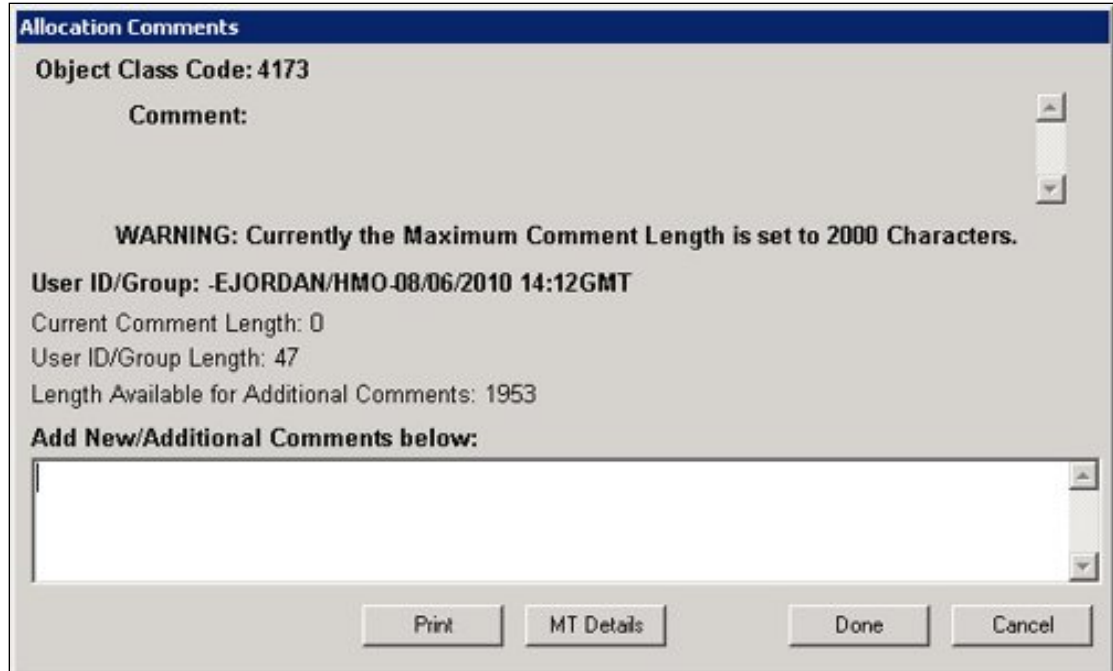 Allocation Comments
Object Class Code: 4173
Comment:
WARNING: Currently the Maximum Comment Length is set to 2000 Characters.
User ID/Group: -EJORDAN/HMO-08/06/2010 14:12GMT
Current Comment Length: 0
User ID/Group Length: 47
Length Available for Additional Comments: 1953
Add New/Additional Comments below:
Print MT Details Done Cancel